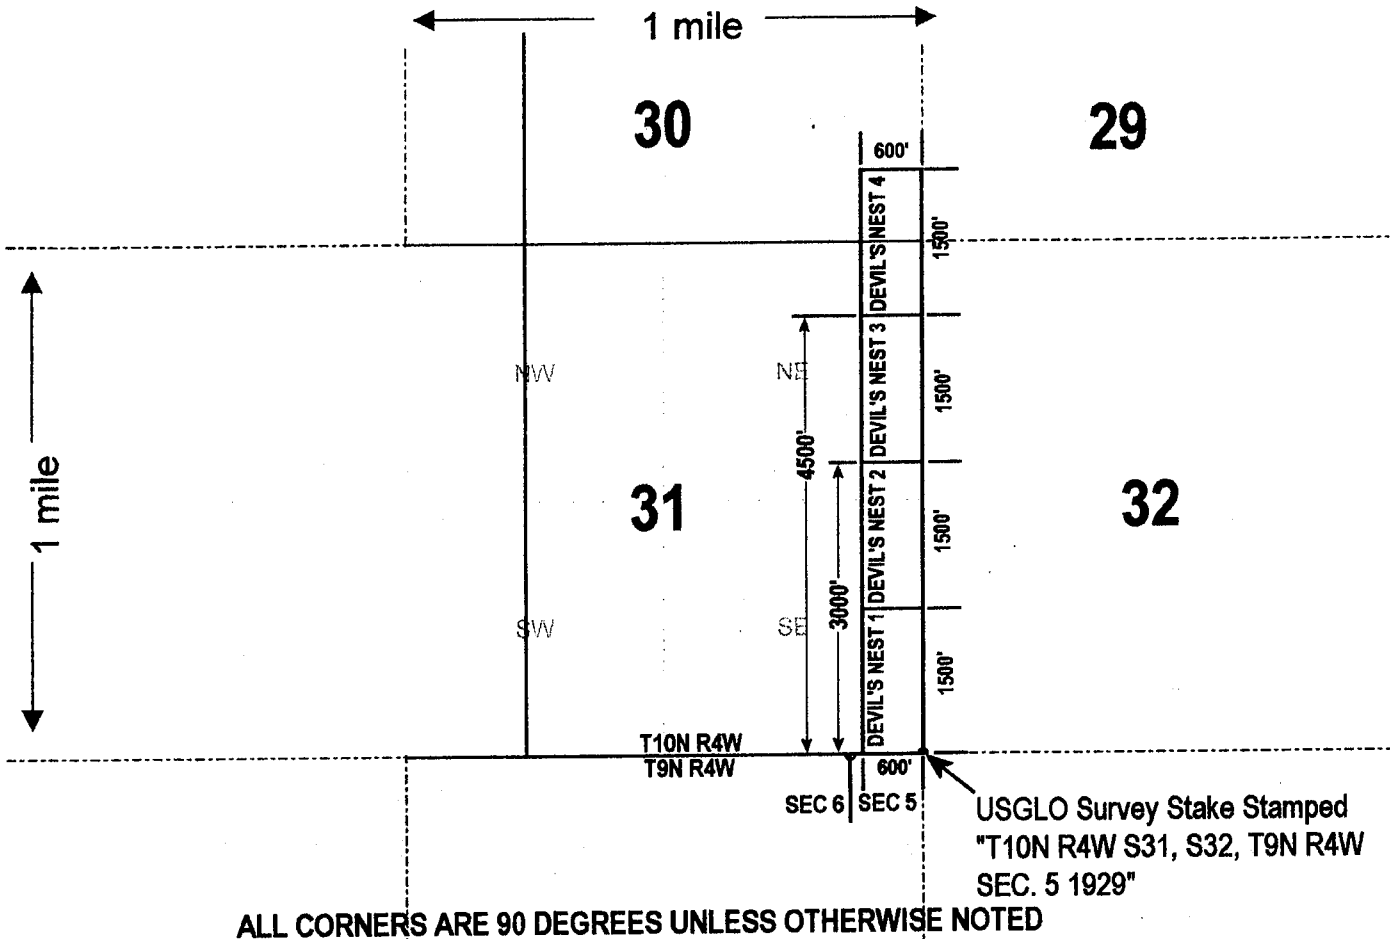 1 mile
30
29
600'
DEVIL'S NEST 4
1500'
NW
NE
DEVIL'S NEST 3
1500'
4500'
1 mile
31
32
DEVIL'S NEST 2
1500'
3000'
SW
SE
DEVIL'S NEST 1
1500'
T10N R4W
T9N R4W
600'
SEC 6
SEC 5
USGLO Survey Stake Stamped
"T10N R4W S31, S32, T9N R4W
SEC. 5 1929"
ALL CORNERS ARE 90 DEGREES UNLESS OTHERWISE NOTED